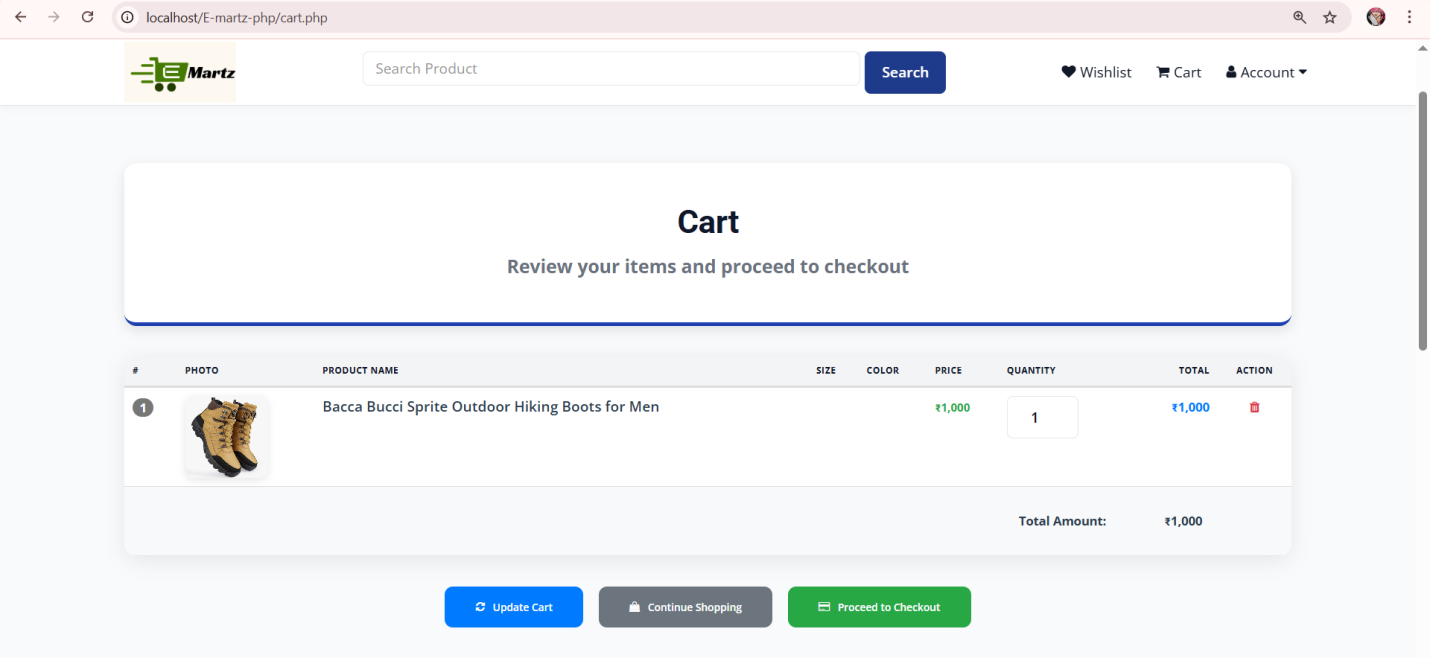 localhost/E-martz-php/cart.php
E Martz
Search Product
Search
Wishlist
Cart
Account
Cart
Review your items and proceed to checkout
# PHOTO PRODUCT NAME SIZE COLOR PRICE QUANTITY TOTAL ACTION
1 Bacca Bucci Sprite Outdoor Hiking Boots for Men ₹1,000 1 ₹1,000
Total Amount: ₹1,000
Update Cart
Continue Shopping
Proceed to Checkout